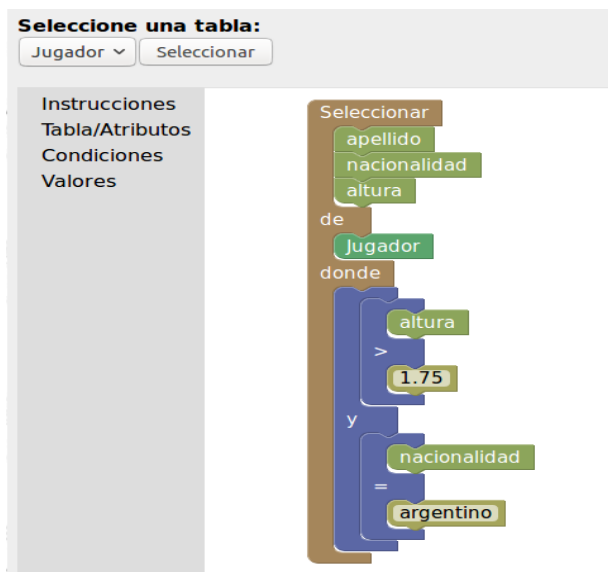 Seleccione una tabla:
Jugador Seleccionar
Instrucciones
Tabla/Atributos
Condiciones
Valores
Seleccionar
apellido
nacionalidad
altura
de
Jugador
donde
altura
>
1.75
y
nacionalidad
=
argentino